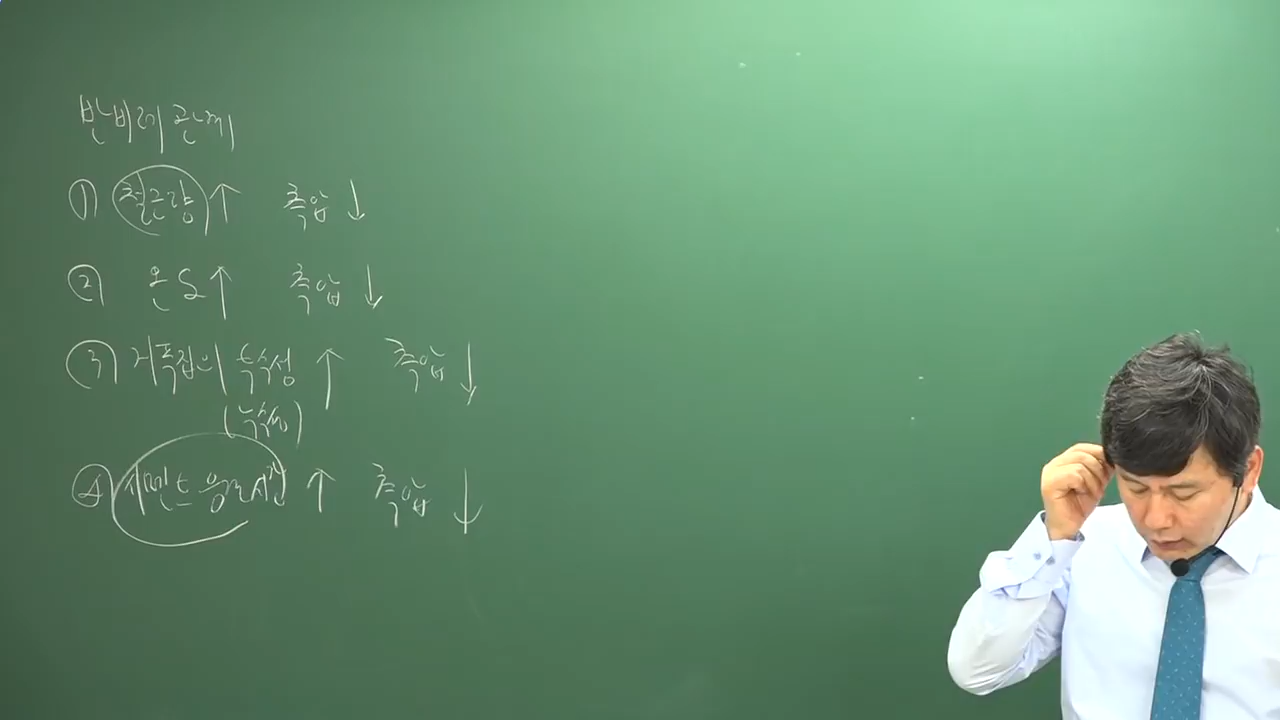 반비례 관계
① 철근량 ↑ 측압 ↓
② 온도 ↑ 측압 ↓
③ 거푸집의 투수성 ↑ 측압 ↓
(누수성)
④ 시멘트 응결시간 ↑ 측압 ↓